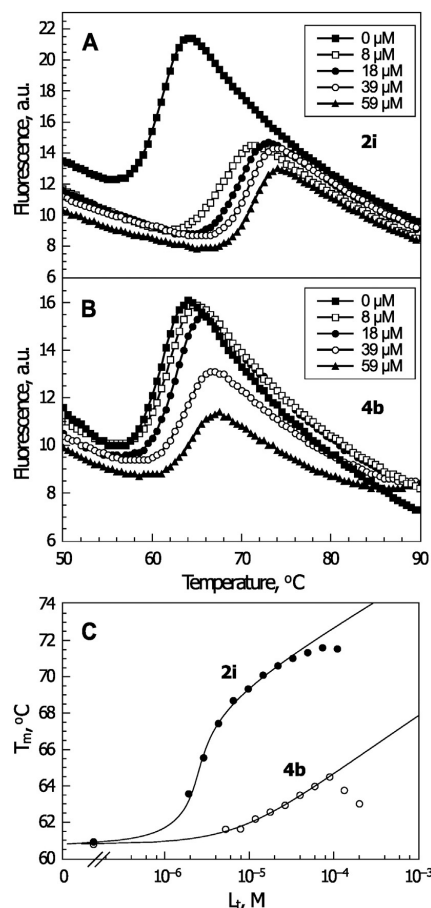 A
22
20
18
16
14
12
10
8
6
Fluorescence, a.u.
0 µM
8 µM
18 µM
39 µM
59 µM
2i
B
16
14
12
10
8
6
Fluorescence, a.u.
0 µM
8 µM
18 µM
39 µM
59 µM
4b
50 60 70 80 90
Temperature, °C
C
74
72
68
66
64
62
60
Tm, °C
2i
4b
0 10⁻⁶ 10⁻⁵ 10⁻⁴ 10⁻³
Lt, M